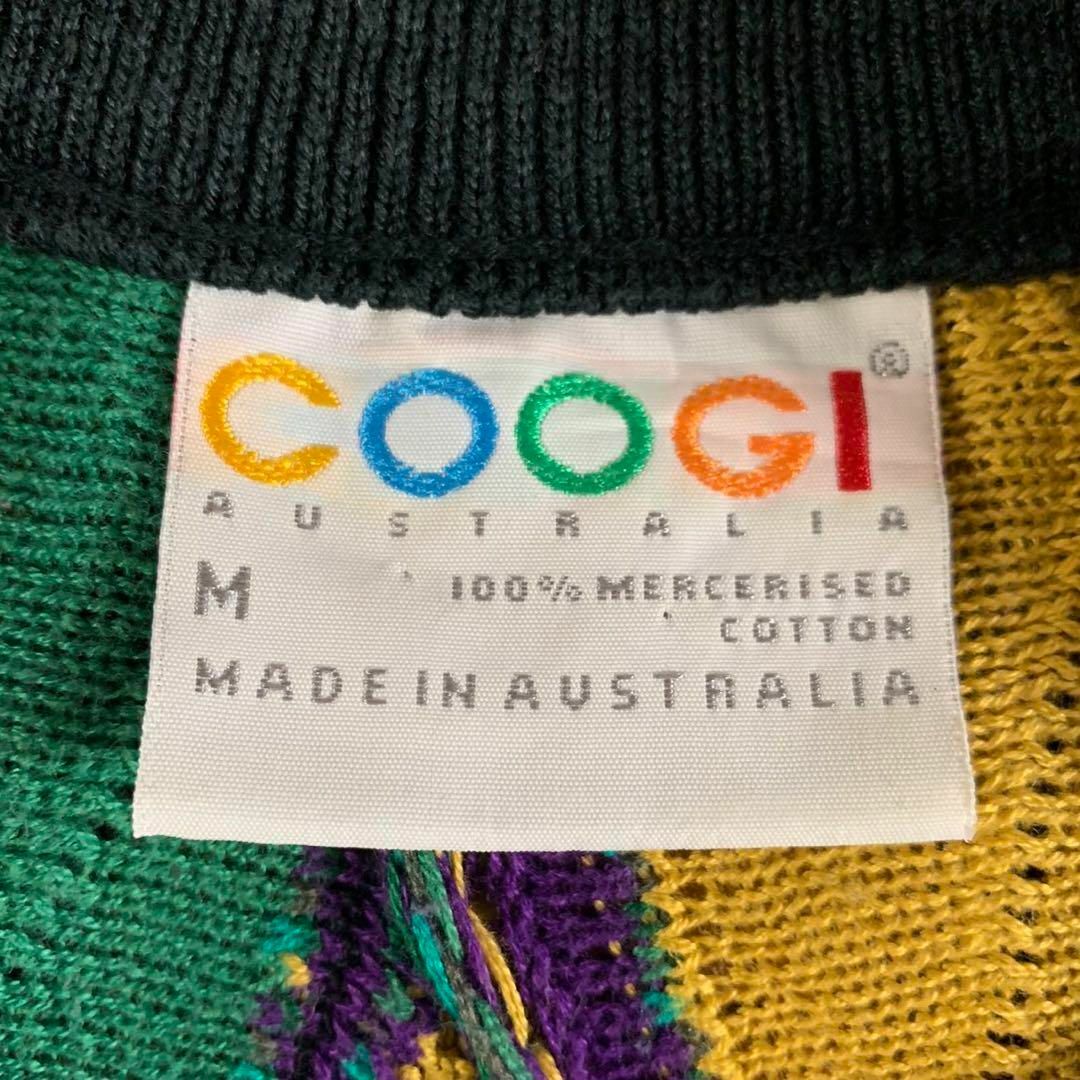 COOGI®
AUSTRALIA
M 100% MERCERISED
COTTON
MADE IN AUSTRALIA